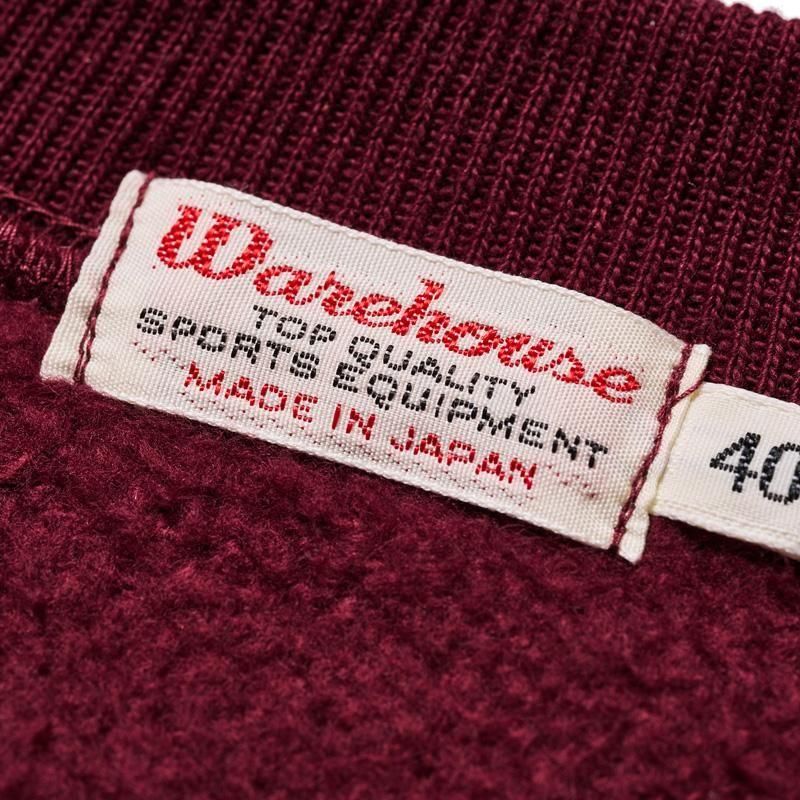 Warehouse
TOP QUALITY
SPORTS EQUIPMENT
MADE IN JAPAN
40